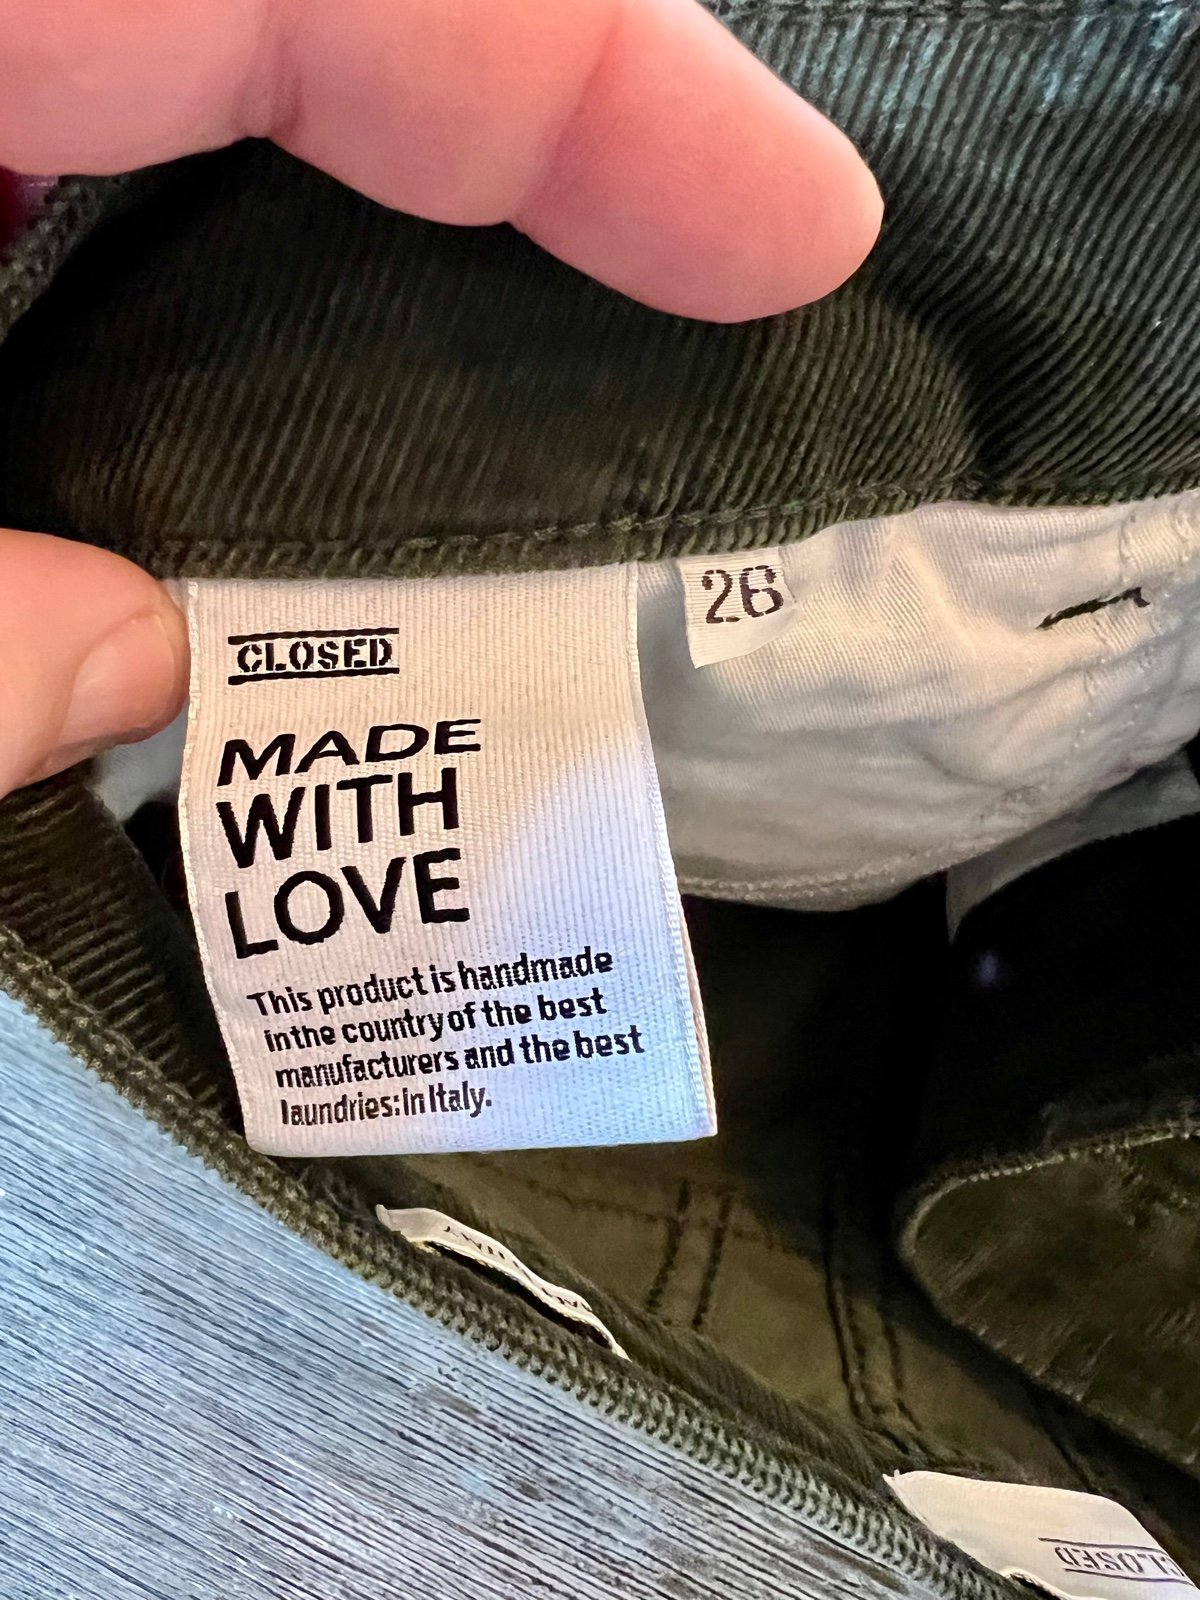 CLOSED
26
MADE
WITH
LOVE
This product is handmade
in the country of the best
manufacturers and the best
laundries: in Italy.
CLOSED